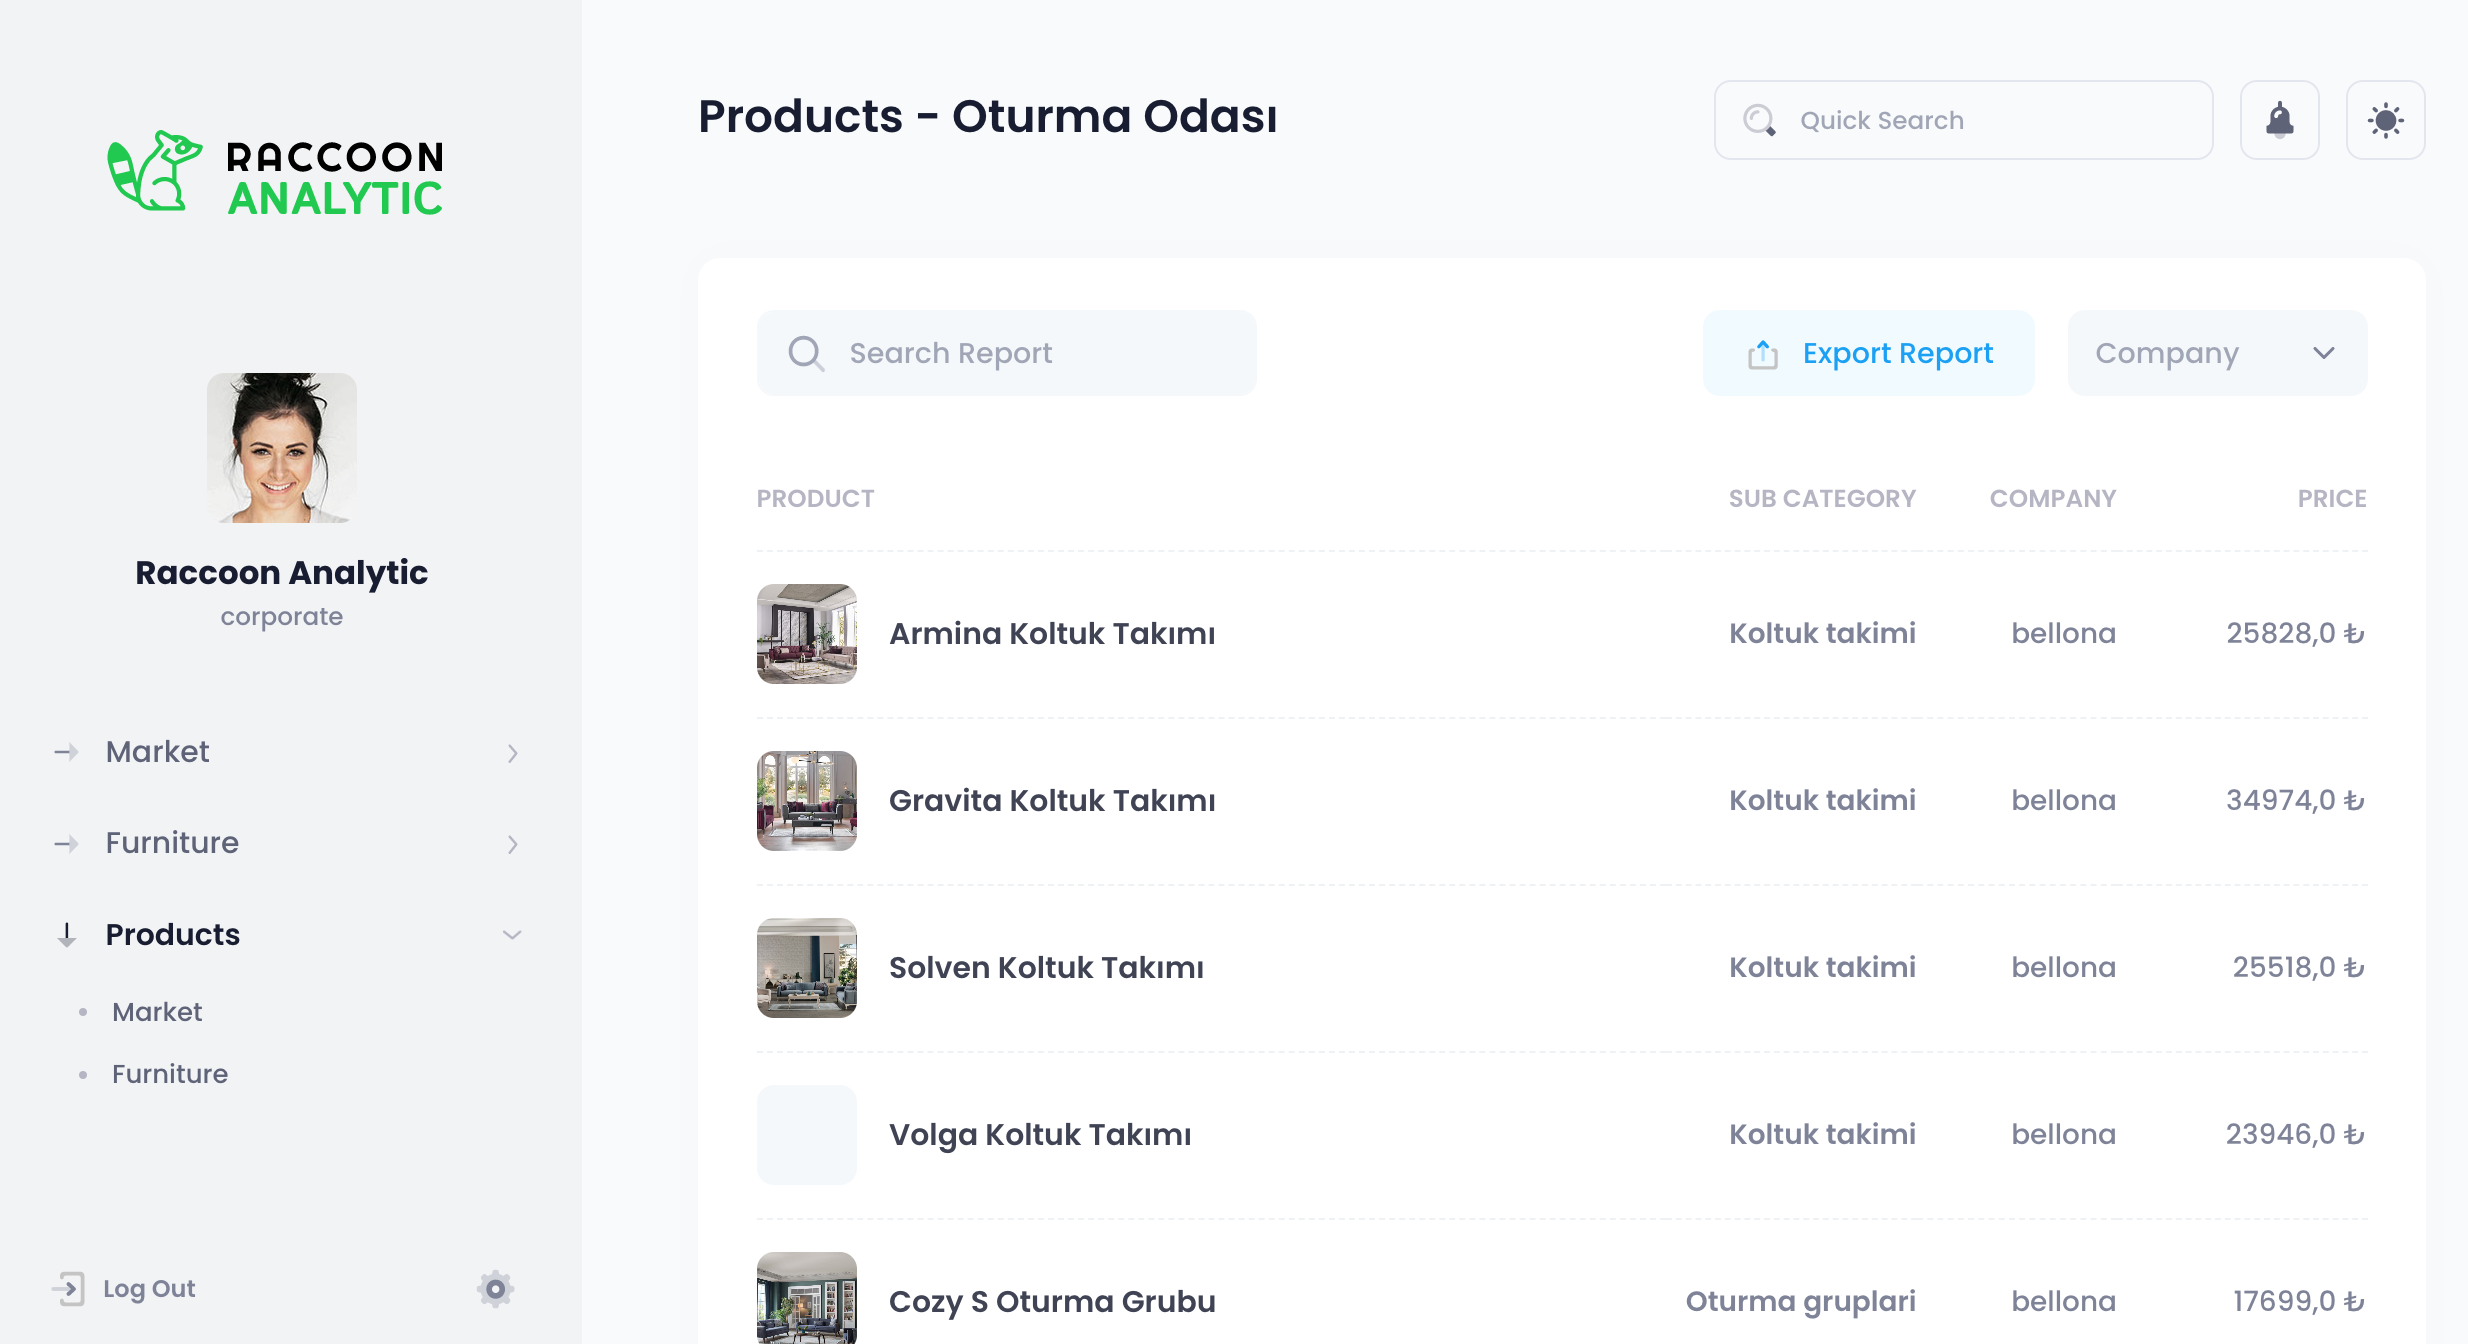 RACCOON
ANALYTIC
Raccoon Analytic
corporate
Market
Furniture
Products
Market
Furniture
Log Out
Products - Oturma Odası
Quick Search
Search Report
Export Report
Company
PRODUCT SUB CATEGORY COMPANY PRICE
Armina Koltuk Takımı Koltuk takimi bellona 25828,0 ₺
Gravita Koltuk Takımı Koltuk takimi bellona 34974,0 ₺
Solven Koltuk Takımı Koltuk takimi bellona 25518,0 ₺
Volga Koltuk Takımı Koltuk takimi bellona 23946,0 ₺
Cozy S Oturma Grubu Oturma gruplari bellona 17699,0 ₺